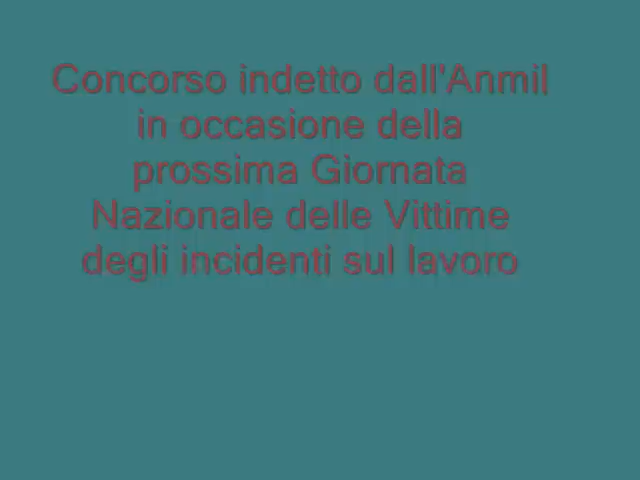 Concorso indetto dall'Anmil
in occasione della
prossima Giornata
Nazionale delle Vittime
degli incidenti sul lavoro